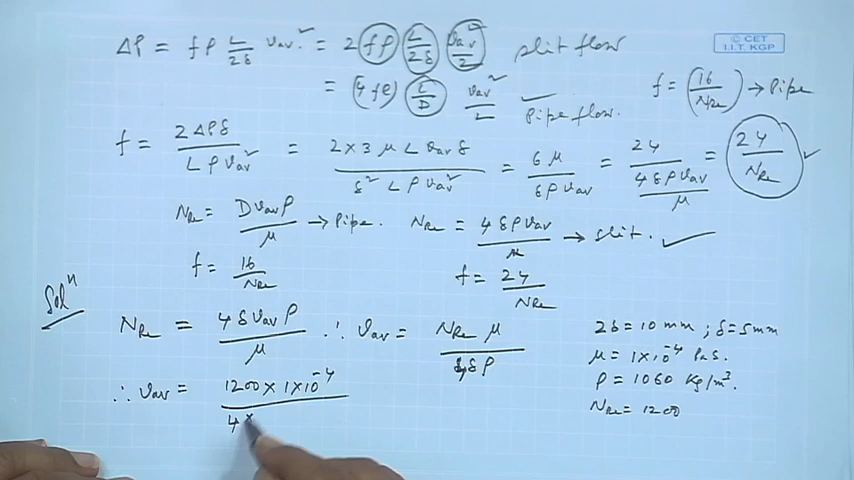 ΔP = fρ L/2δ vav.² = 2 (fρ) (L/2δ) (vav²/2) slit flow
© CET
I.I.T. KGP
= (4fρ) (L/D) vav²/2 Pipe flow. f = (16/NRe) → Pipe
f = 2ΔPδ / Lρvav² = 2×3 μ L vav δ / δ² L ρ vav² = 6μ / δρvav = 24 / (4δρvav / μ) = 24/NRe ✓
NRe = Dvavρ / μ → Pipe. NRe = 4δρvav / μ → slit. ✓
f = 16/NRe f = 24/NRe
Solⁿ
NRe = 4δvavρ / μ ∴ vav = NRe μ / 4δρ
2δ = 10 mm ; δ = 5 mm
μ = 1×10⁻⁴ Pa s.
ρ = 1060 kg/m³.
NRe = 1200
∴ vav = 1200 × 1×10⁻⁴ / 4 ×